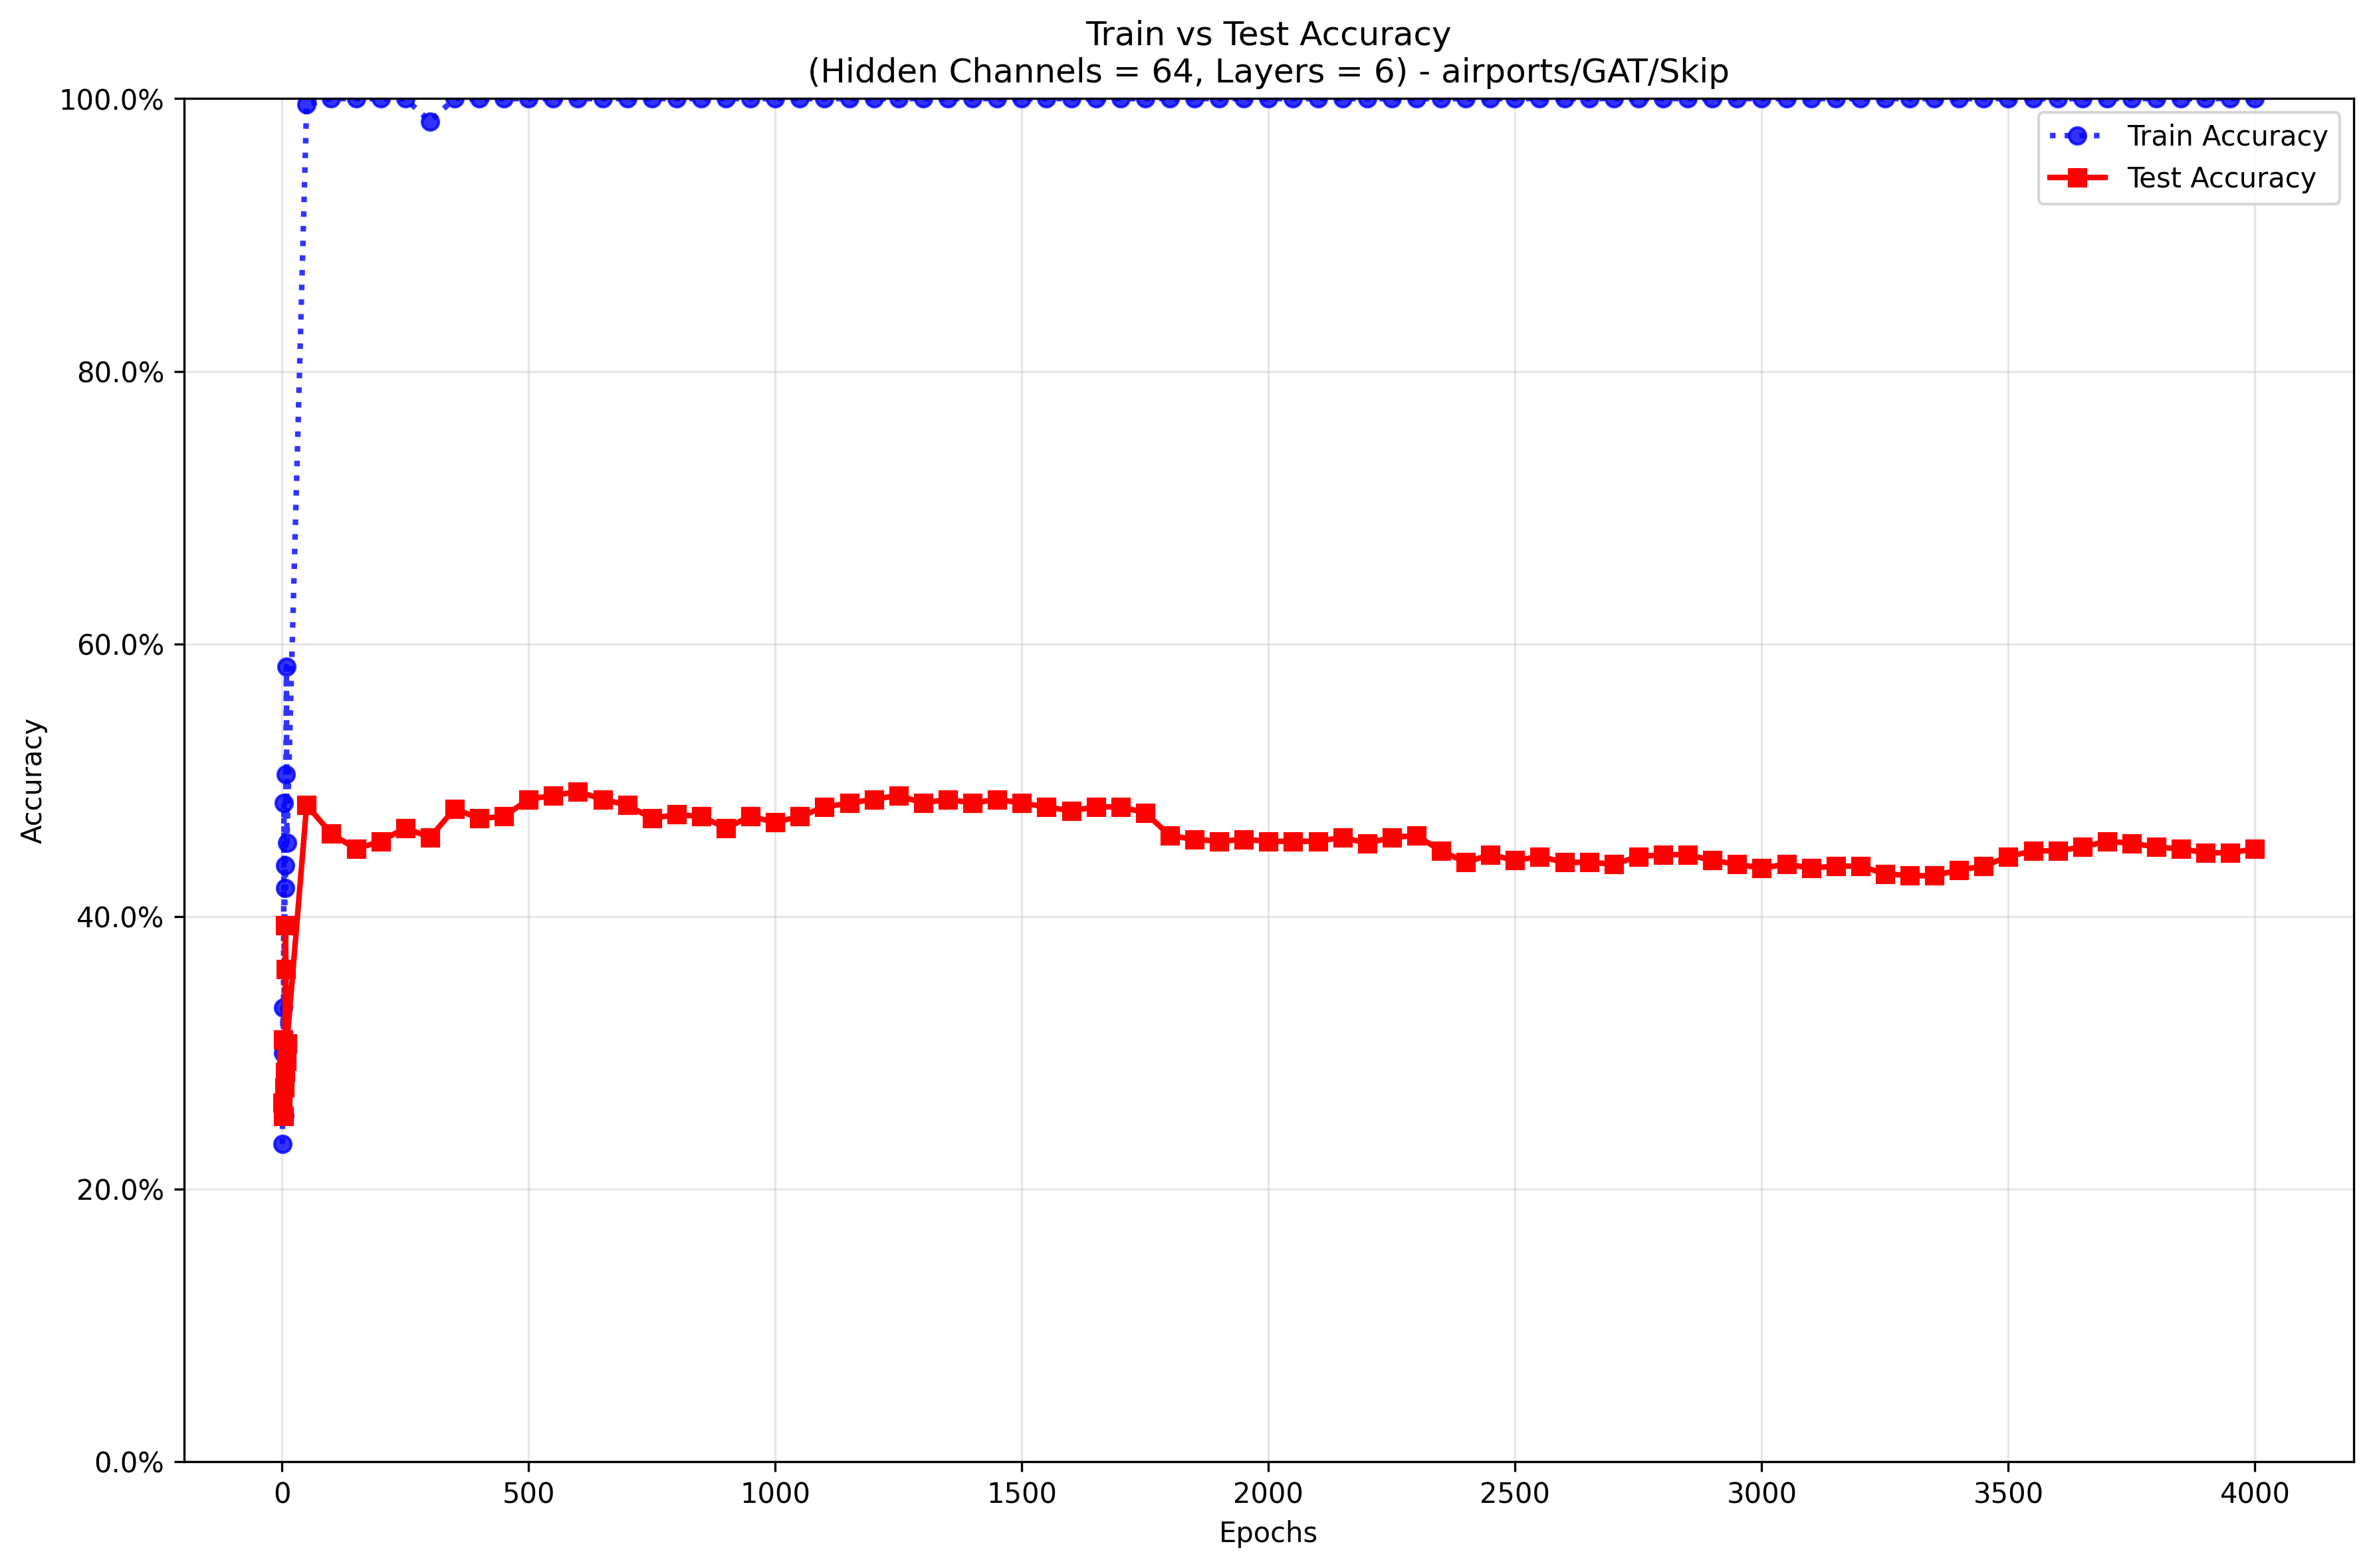 Train vs Test Accuracy
(Hidden Channels = 64, Layers = 6) - airports/GAT/Skip
100.0%
80.0%
60.0%
40.0%
20.0%
0.0%
Accuracy
Train Accuracy
Test Accuracy
0 500 1000 1500 2000 2500 3000 3500 4000
Epochs